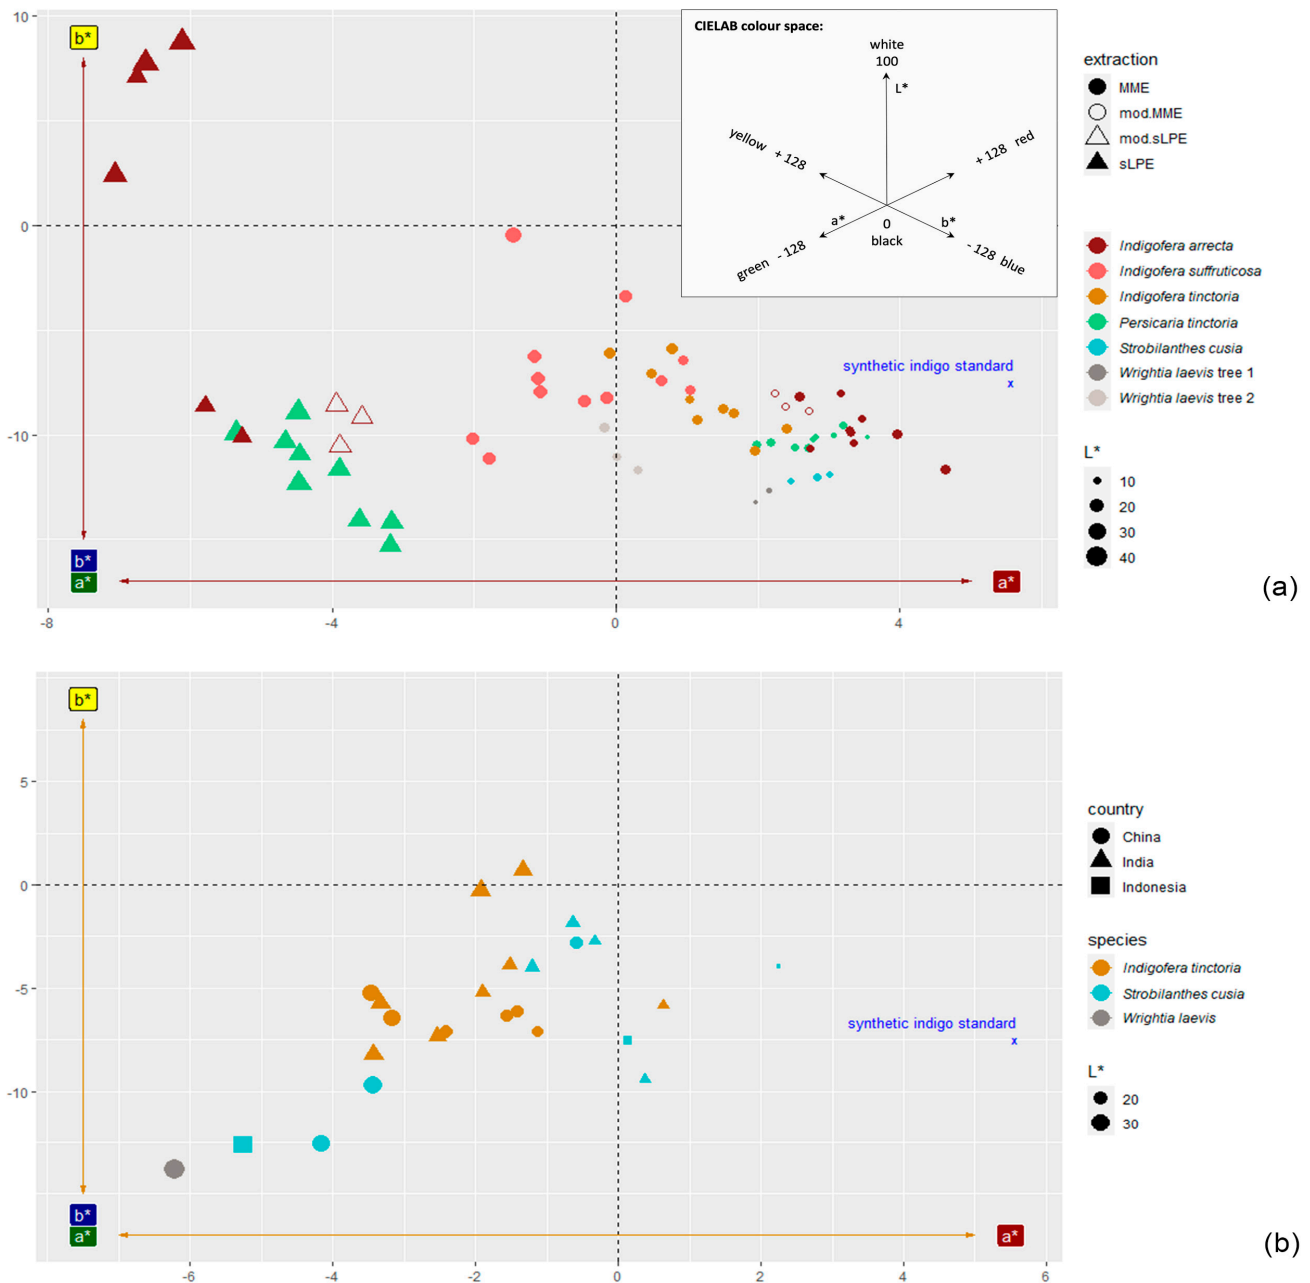 10
0
-10
-8
-4
0
4
b*
b*
a*
a*
CIELAB colour space:
white
100
L*
yellow + 128
+ 128 red
a*
b*
0
black
green - 128
- 128 blue
synthetic indigo standard
x
extraction
MME
mod.MME
mod.sLPE
sLPE
Indigofera arrecta
Indigofera suffruticosa
Indigofera tinctoria
Persicaria tinctoria
Strobilanthes cusia
Wrightia laevis tree 1
Wrightia laevis tree 2
L*
10
20
30
40
(a)
5
0
-5
-10
-6
-4
-2
0
2
4
6
b*
b*
a*
a*
synthetic indigo standard
x
country
China
India
Indonesia
species
Indigofera tinctoria
Strobilanthes cusia
Wrightia laevis
L*
20
30
(b)